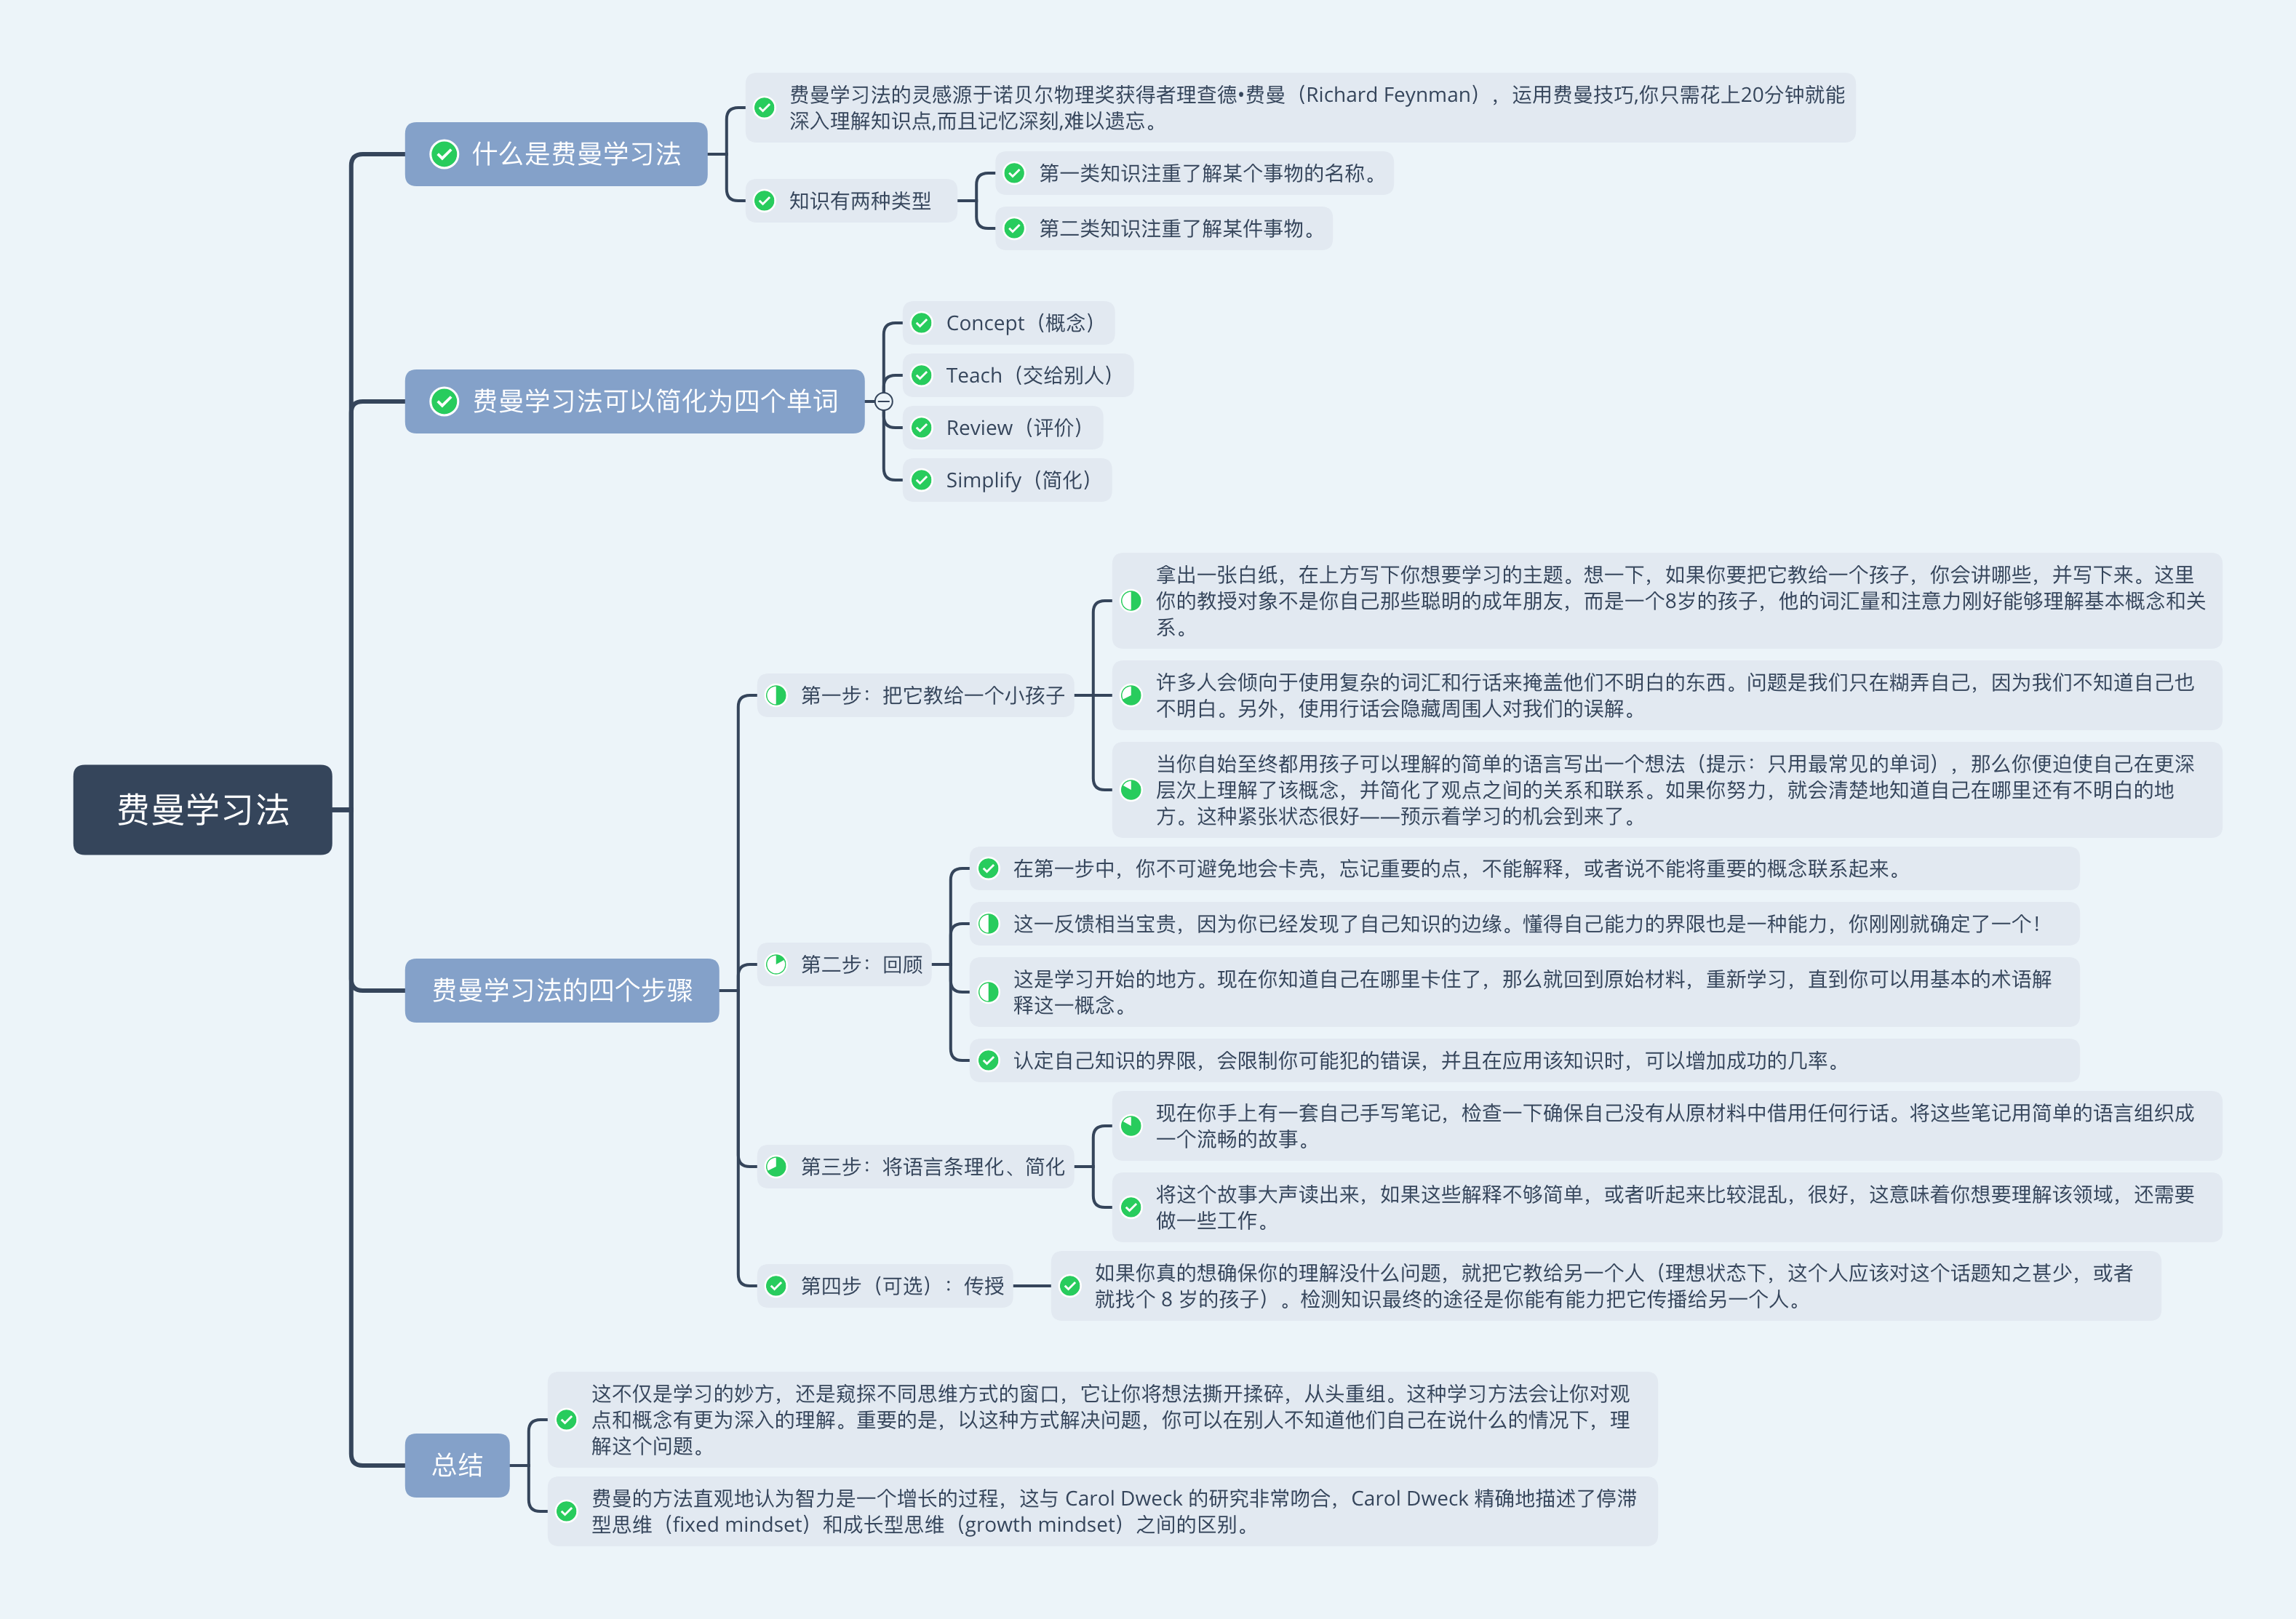 费曼学习法
什么是费曼学习法
费曼学习法的灵感源于诺贝尔物理奖获得者理查德•费曼（Richard Feynman），运用费曼技巧,你只需花上20分钟就能
深入理解知识点,而且记忆深刻,难以遗忘。
知识有两种类型
第一类知识注重了解某个事物的名称。
第二类知识注重了解某件事物。
费曼学习法可以简化为四个单词
Concept（概念）
Teach（交给别人）
Review（评价）
Simplify（简化）
费曼学习法的四个步骤
第一步：把它教给一个小孩子
拿出一张白纸，在上方写下你想要学习的主题。想一下，如果你要把它教给一个孩子，你会讲哪些，并写下来。这里
你的教授对象不是你自己那些聪明的成年朋友，而是一个8岁的孩子，他的词汇量和注意力刚好能够理解基本概念和关
系。
许多人会倾向于使用复杂的词汇和行话来掩盖他们不明白的东西。问题是我们只在糊弄自己，因为我们不知道自己也
不明白。另外，使用行话会隐藏周围人对我们的误解。
当你自始至终都用孩子可以理解的简单的语言写出一个想法（提示：只用最常见的单词），那么你便迫使自己在更深
层次上理解了该概念，并简化了观点之间的关系和联系。如果你努力，就会清楚地知道自己在哪里还有不明白的地
方。这种紧张状态很好——预示着学习的机会到来了。
第二步：回顾
在第一步中，你不可避免地会卡壳，忘记重要的点，不能解释，或者说不能将重要的概念联系起来。
这一反馈相当宝贵，因为你已经发现了自己知识的边缘。懂得自己能力的界限也是一种能力，你刚刚就确定了一个！
这是学习开始的地方。现在你知道自己在哪里卡住了，那么就回到原始材料，重新学习，直到你可以用基本的术语解
释这一概念。
认定自己知识的界限，会限制你可能犯的错误，并且在应用该知识时，可以增加成功的几率。
第三步：将语言条理化、简化
现在你手上有一套自己手写笔记，检查一下确保自己没有从原材料中借用任何行话。将这些笔记用简单的语言组织成
一个流畅的故事。
将这个故事大声读出来，如果这些解释不够简单，或者听起来比较混乱，很好，这意味着你想要理解该领域，还需要
做一些工作。
第四步（可选）：传授
如果你真的想确保你的理解没什么问题，就把它教给另一个人（理想状态下，这个人应该对这个话题知之甚少，或者
就找个 8 岁的孩子）。检测知识最终的途径是你能有能力把它传播给另一个人。
总结
这不仅是学习的妙方，还是窥探不同思维方式的窗口，它让你将想法撕开揉碎，从头重组。这种学习方法会让你对观
点和概念有更为深入的理解。重要的是，以这种方式解决问题，你可以在别人不知道他们自己在说什么的情况下，理
解这个问题。
费曼的方法直观地认为智力是一个增长的过程，这与 Carol Dweck 的研究非常吻合，Carol Dweck 精确地描述了停滞
型思维（fixed mindset）和成长型思维（growth mindset）之间的区别。